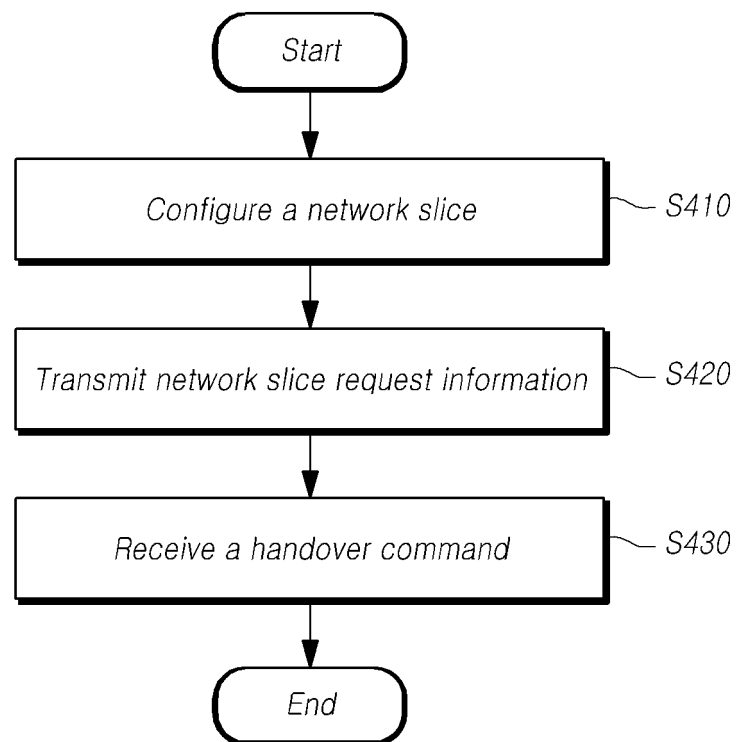 Start
Configure a network slice
S410
Transmit network slice request information
S420
Receive a handover command
S430
End